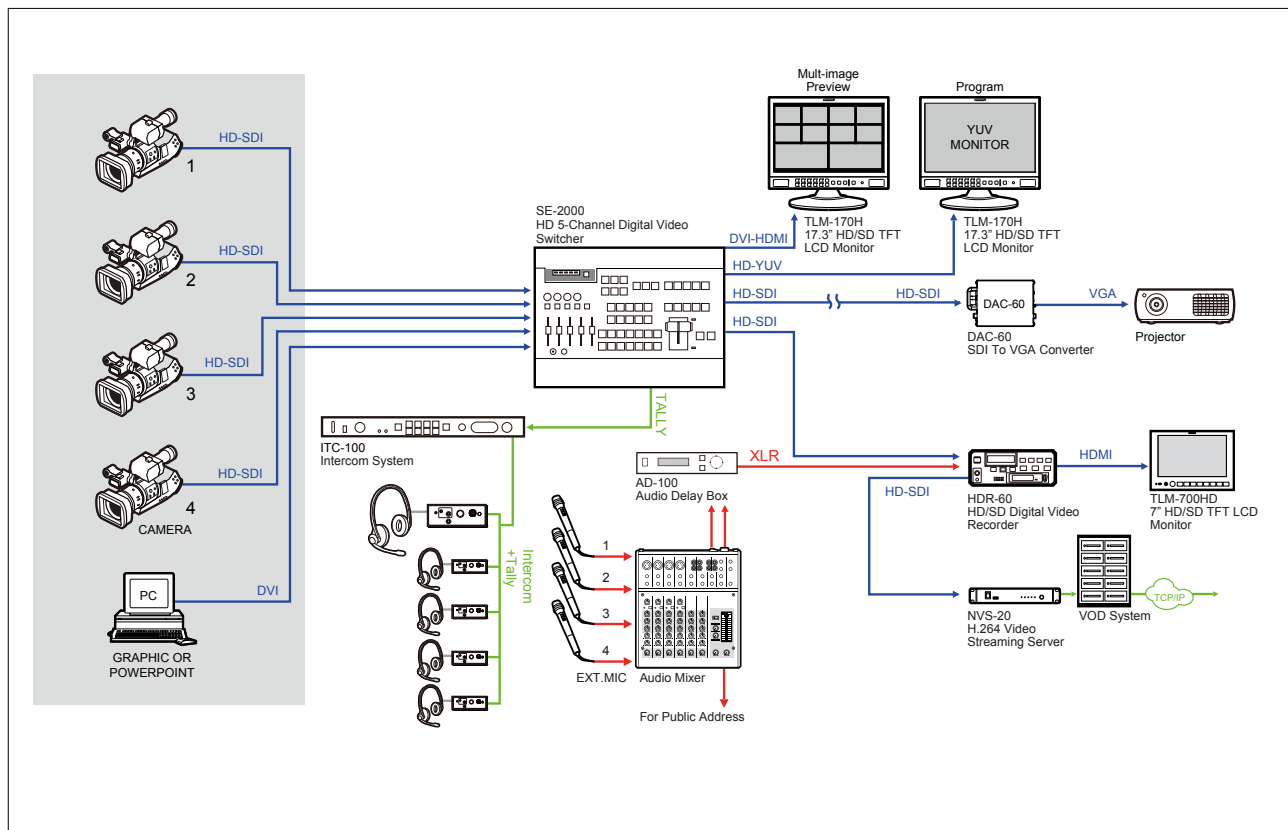 Mult-image
Preview
Program
YUV
MONITOR
HD-SDI
1
HD-SDI
2
HD-SDI
3
HD-SDI
4
CAMERA
PC
DVI
GRAPHIC OR
POWERPOINT
SE-2000
HD 5-Channel Digital Video
Switcher
DVI-HDMI
HD-YUV
HD-SDI
HD-SDI
HD-SDI
TLM-170H
17.3” HD/SD TFT
LCD Monitor
TLM-170H
17.3” HD/SD TFT
LCD Monitor
DAC-60
DAC-60
SDI To VGA Converter
VGA
Projector
TALLY
ITC-100
Intercom System
Intercom
+Tally
XLR
AD-100
Audio Delay Box
1
2
3
4
EXT.MIC
Audio Mixer
For Public Address
HDMI
HD-SDI
HDR-60
HD/SD Digital Video
Recorder
TLM-700HD
7” HD/SD TFT LCD
Monitor
NVS-20
H.264 Video
Streaming Server
VOD System
TCP/IP